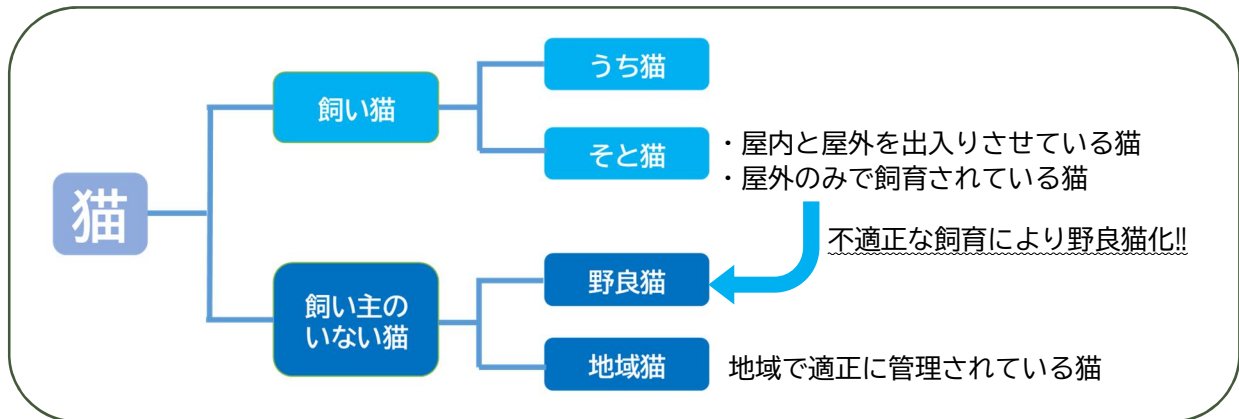 猫
飼い猫
うち猫
そと猫
・屋内と屋外を出入りさせている猫
・屋外のみで飼育されている猫
不適正な飼育により野良猫化!!
飼い主の
いない猫
野良猫
地域猫
地域で適正に管理されている猫